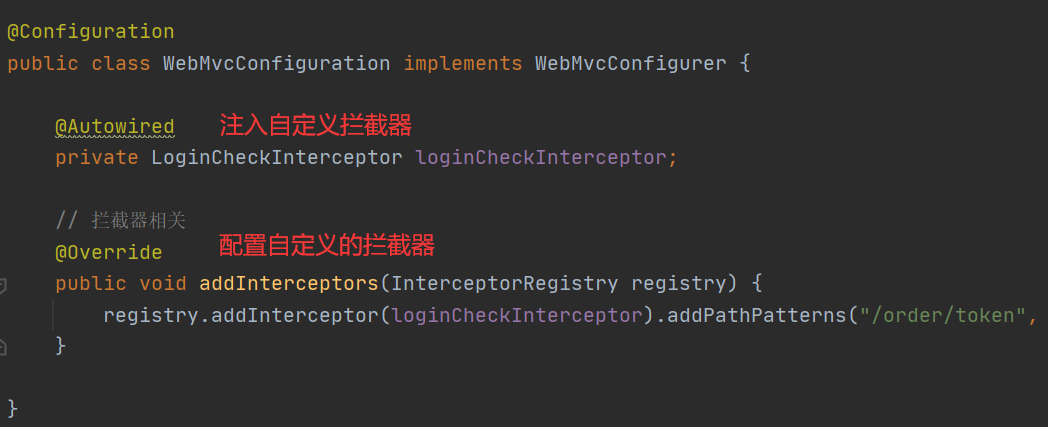 @Configuration
public class WebMvcConfiguration implements WebMvcConfigurer {
@Autowired 注入自定义拦截器
private LoginCheckInterceptor loginCheckInterceptor;
// 拦截器相关
@Override 配置自定义的拦截器
public void addInterceptors(InterceptorRegistry registry) {
registry.addInterceptor(loginCheckInterceptor).addPathPatterns("/order/token",
}
}